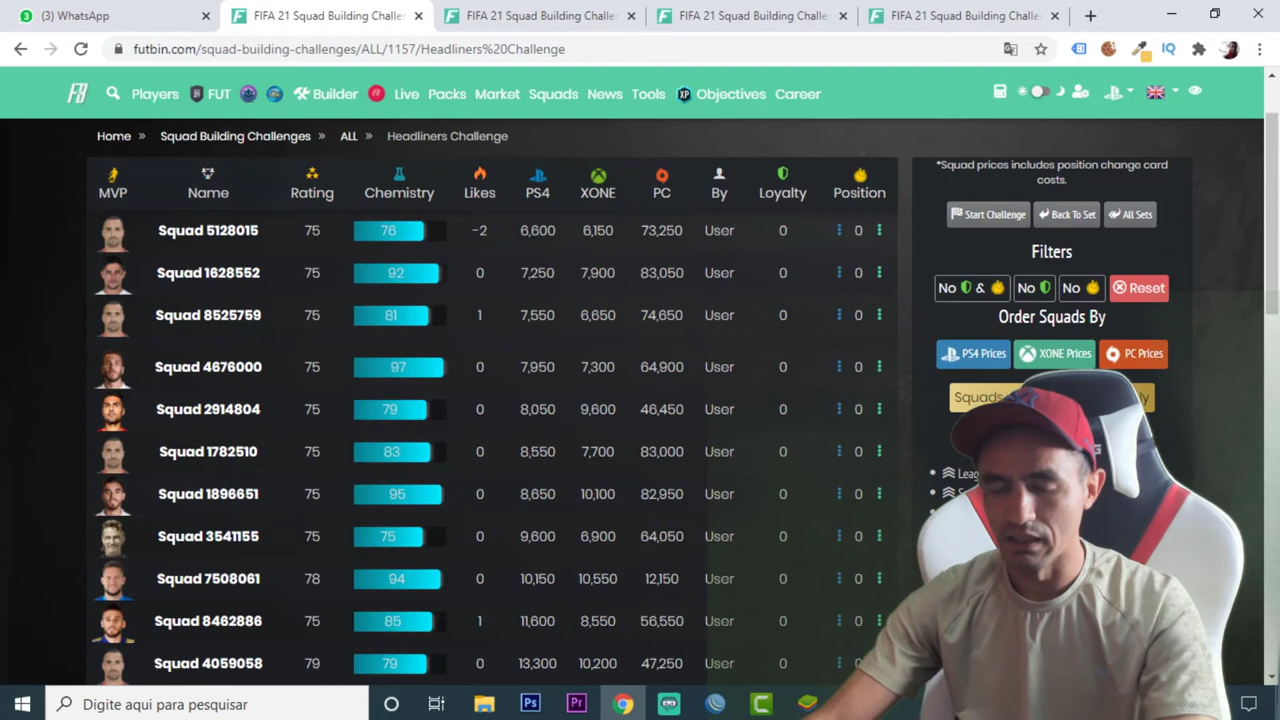 (3) WhatsApp
FIFA 21 Squad Building Challe
FIFA 21 Squad Building Challe
FIFA 21 Squad Building Challe
FIFA 21 Squad Building Challe
futbin.com/squad-building-challenges/ALL/1157/Headliners%20Challenge
Players FUT Builder Live Packs Market Squads News Tools XP Objectives Career
Home » Squad Building Challenges » ALL » Headliners Challenge
MVP Name Rating Chemistry Likes PS4 XONE PC By Loyalty Position
Squad 5128015 75 76 -2 6,600 6,150 73,250 User 0 0
Squad 1628552 75 92 0 7,250 7,900 83,050 User 0 0
Squad 8525759 75 81 1 7,550 6,650 74,650 User 0 0
Squad 4676000 75 97 0 7,950 7,300 64,900 User 0 0
Squad 2914804 75 79 0 8,050 9,600 46,450 User 0 0
Squad 1782510 75 83 0 8,550 7,700 83,000 User 0 0
Squad 1896651 75 95 0 8,650 10,100 82,950 User 0 0
Squad 3541155 75 75 0 9,600 6,900 64,050 User 0 0
Squad 7508061 78 94 0 10,150 10,550 12,150 User 0 0
Squad 8462886 75 85 1 11,600 8,550 56,550 User 0 0
Squad 4059058 79 79 0 13,300 10,200 47,250 User 0 0
*Squad prices includes position change card
costs.
Start Challenge Back To Set All Sets
Filters
No & No No Reset
Order Squads By
PS4 Prices XONE Prices PC Prices
Squads
Digite aqui para pesquisar